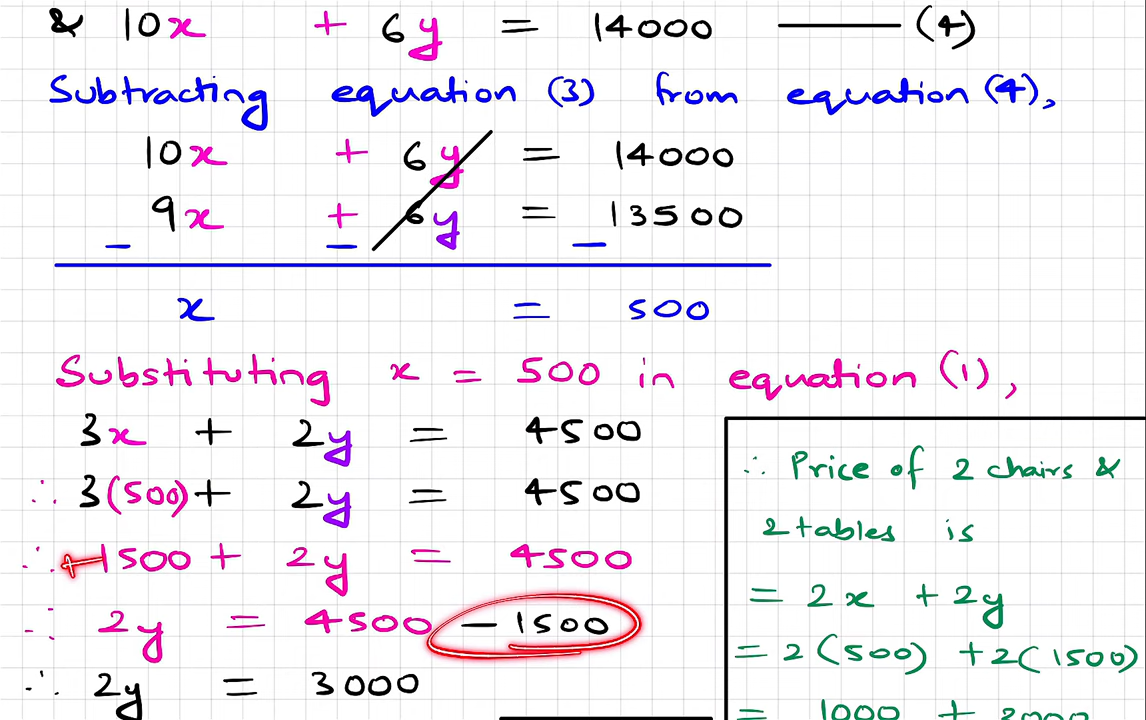 & 10x + 6y = 14000 ——— (4)
Subtracting equation (3) from equation (4),
10x + 6y = 14000
9x + 6y = 13500
– – –
x = 500
Substituting x = 500 in equation (1),
3x + 2y = 4500
∴ 3(500) + 2y = 4500
∴ +1500 + 2y = 4500
∴ 2y = 4500 – 1500
∴ 2y = 3000
∴ Price of 2 chairs &
2 tables is
= 2x + 2y
= 2(500) + 2(1500)
= 1000 + 3000